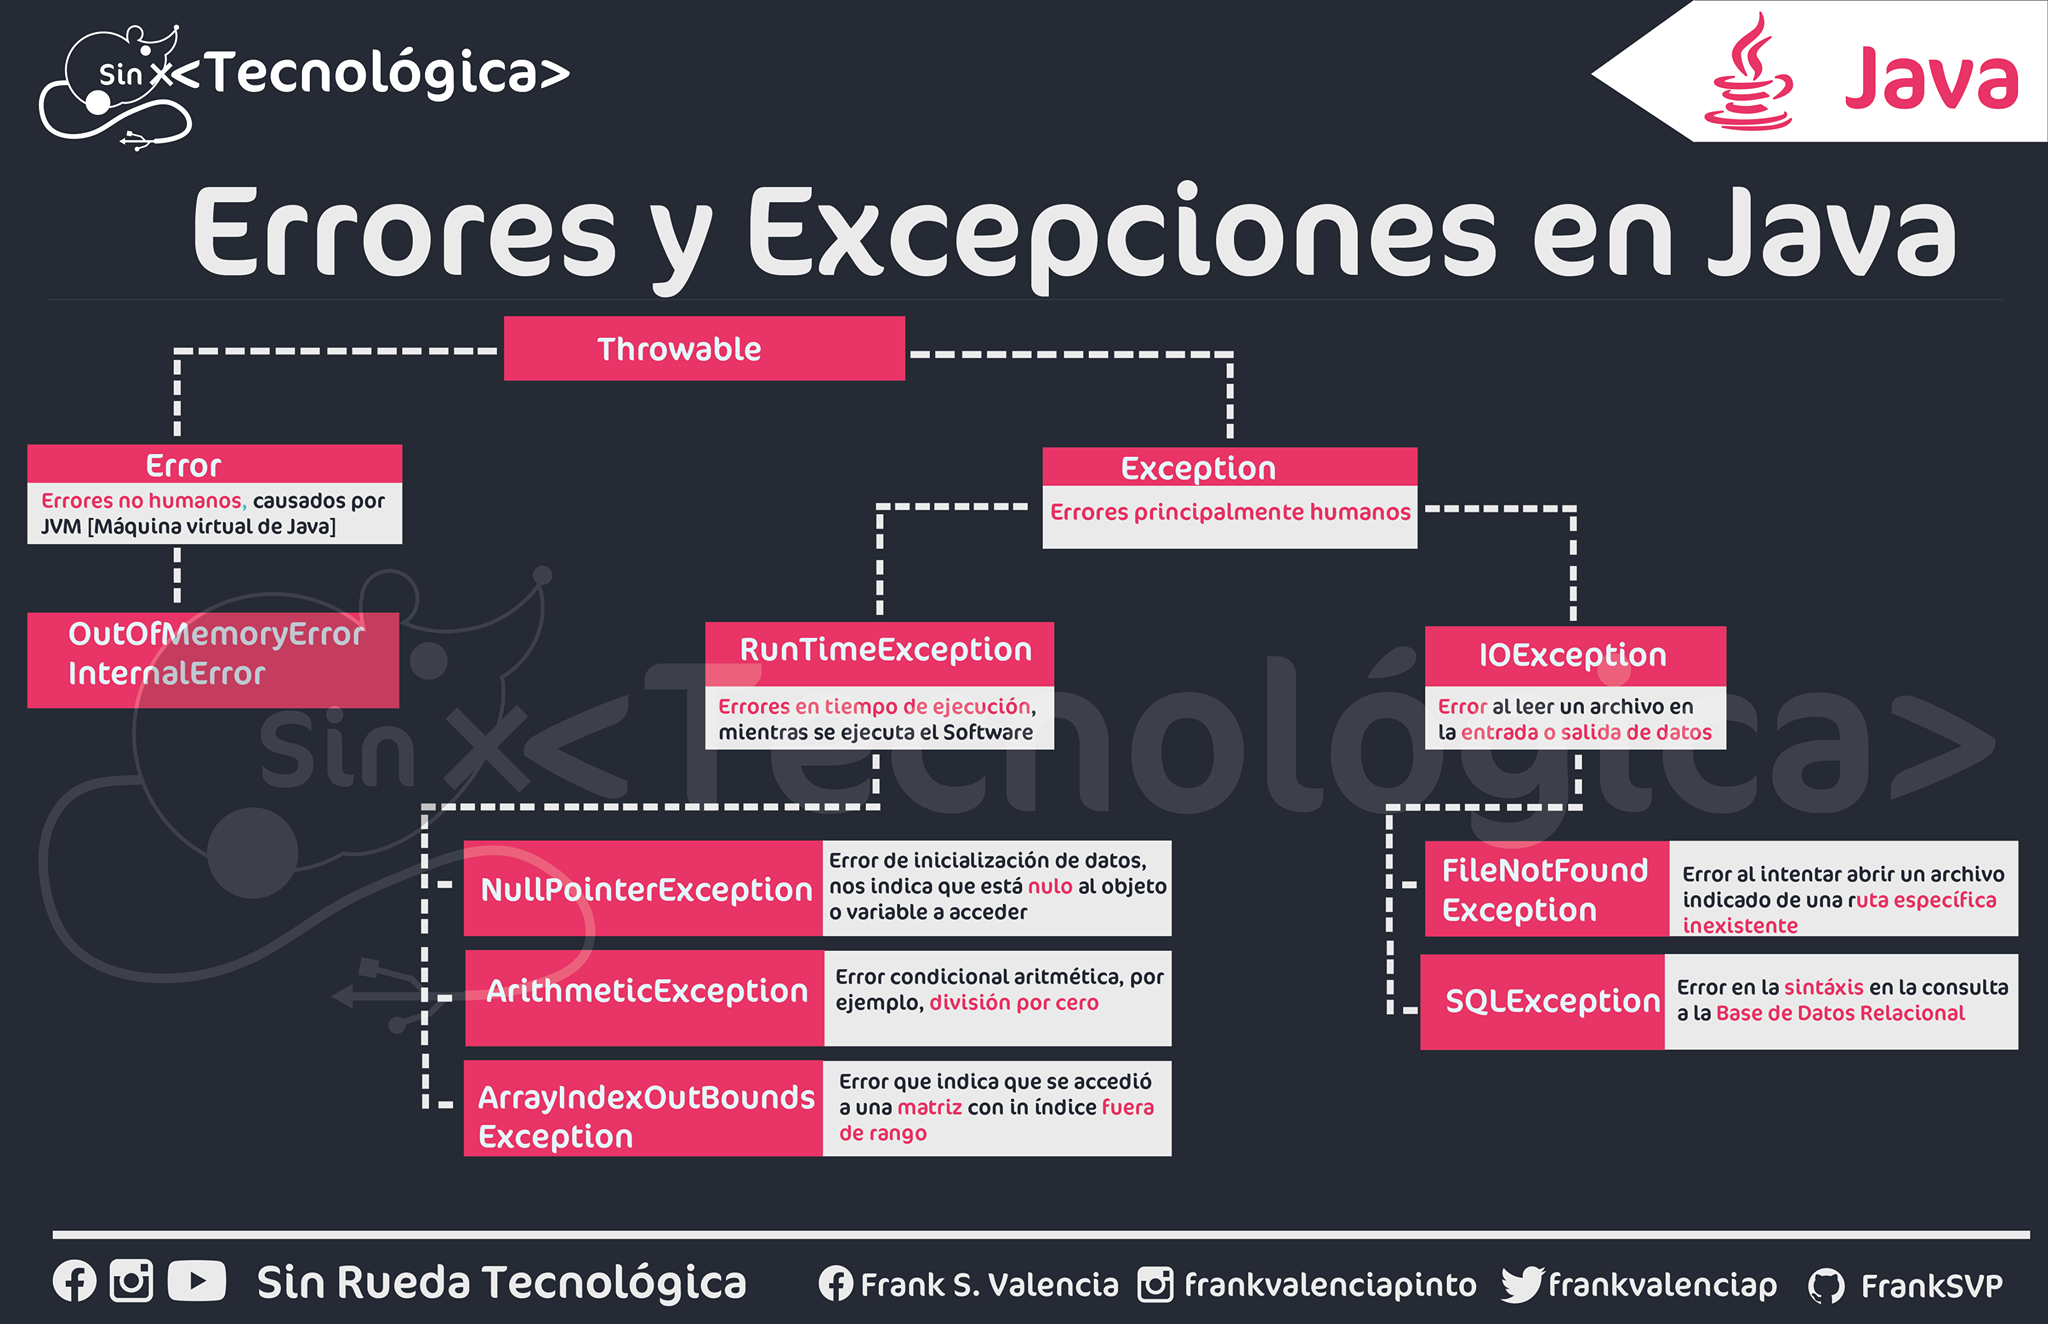 Sin X<Tecnológica>
Java
Errores y Excepciones en Java
Throwable
Error
Errores no humanos, causados por
JVM [Máquina virtual de Java]
Exception
Errores principalmente humanos
OutOfMemoryError
InternalError
RunTimeException
Errores en tiempo de ejecución,
mientras se ejecuta el Software
IOException
Error al leer un archivo en
la entrada o salida de datos
Sin X<Tecnológica>
NullPointerException
Error de inicialización de datos,
nos indica que está nulo al objeto
o variable a acceder
ArithmeticException
Error condicional aritmética, por
ejemplo, división por cero
ArrayIndexOutBounds
Exception
Error que indica que se accedió
a una matriz con in índice fuera
de rango
FileNotFound
Exception
Error al intentar abrir un archivo
indicado de una ruta específica
inexistente
SQLException
Error en la sintáxis en la consulta
a la Base de Datos Relacional
Sin Rueda Tecnológica
Frank S. Valencia
frankvalenciapinto
frankvalenciap
FrankSVP